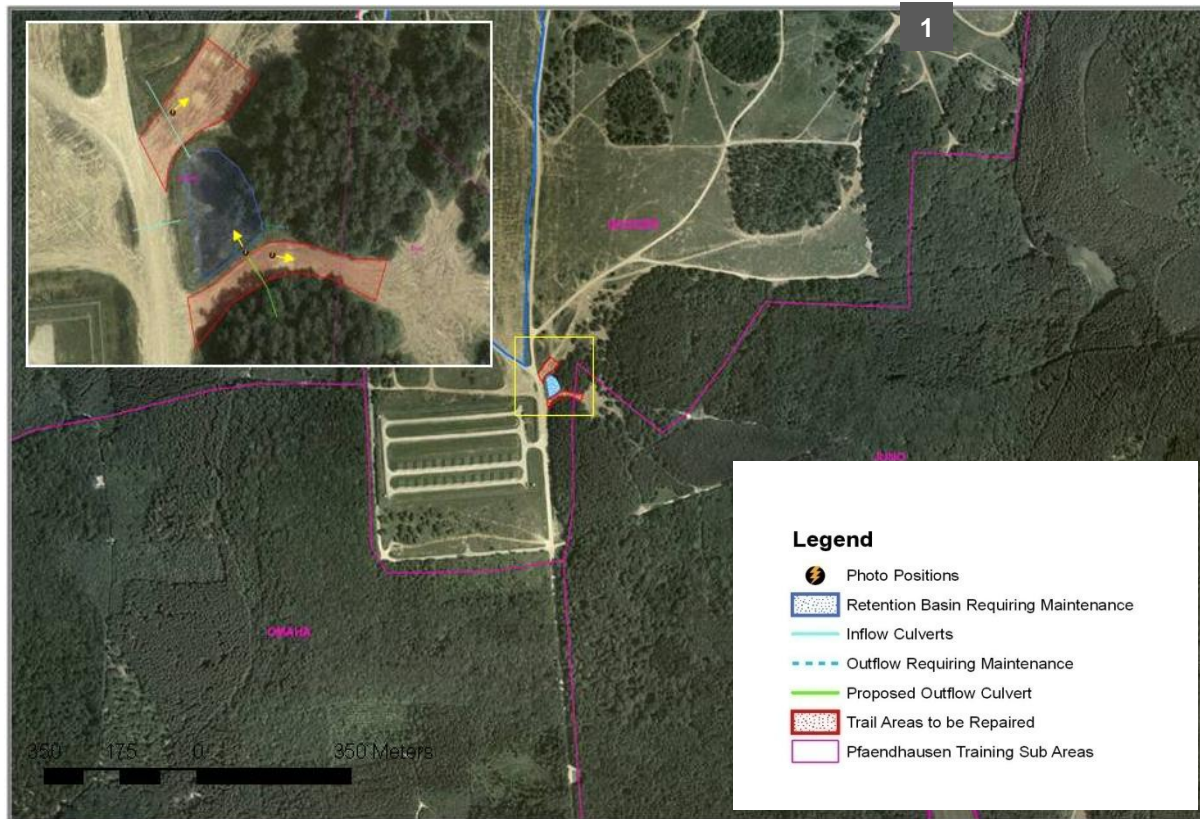 1
JUNO
OMAHA
350 175 0 350 Meters
Legend
Photo Positions
Retention Basin Requiring Maintenance
Inflow Culverts
Outflow Requiring Maintenance
Proposed Outflow Culvert
Trail Areas to be Repaired
Pfaendhausen Training Sub Areas